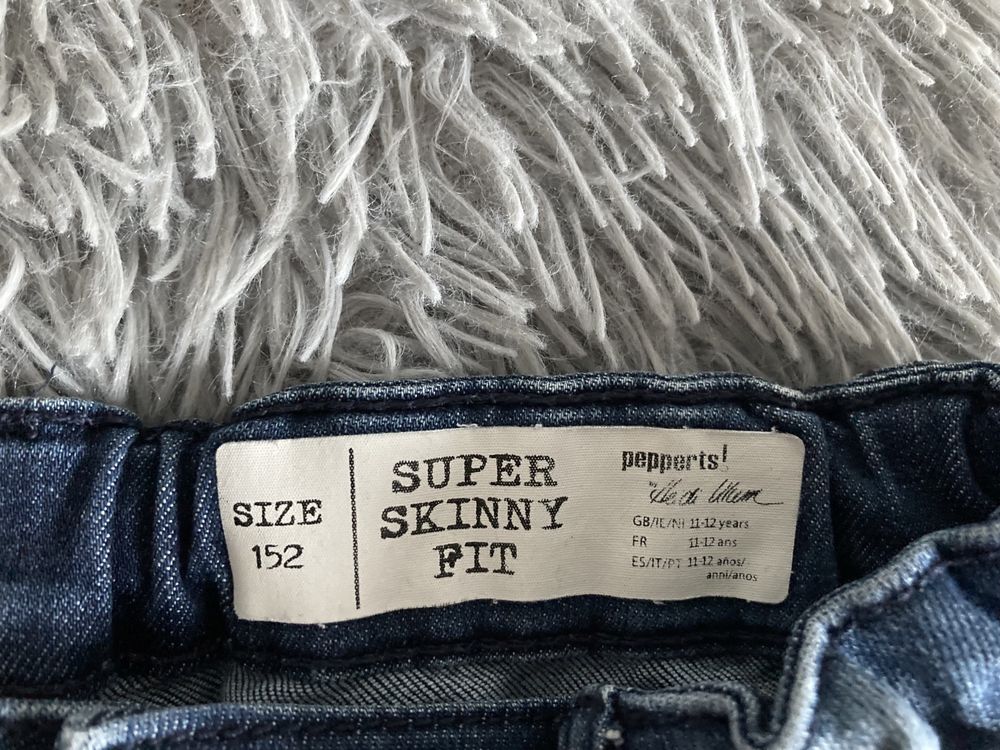 SIZE
152
SUPER
SKINNY
FIT
pepperts!
GB/IE/NI 11-12 years
FR 11-12 ans
ES/IT/PT 11-12 años/
anni/anos